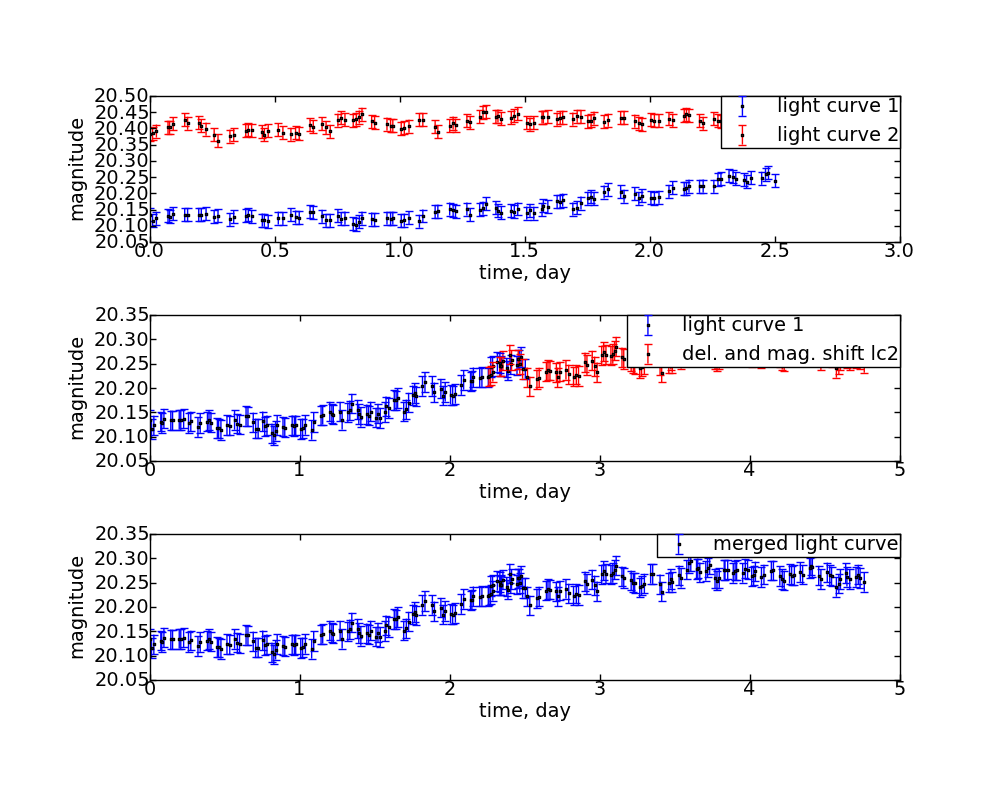 20.50
20.45
20.40
20.35
20.30
20.25
20.20
20.15
20.10
20.05
magnitude
light curve 1
light curve 2
0.0 0.5 1.0 1.5 2.0 2.5 3.0
time, day
20.35
20.30
20.25
20.20
20.15
20.10
20.05
magnitude
light curve 1
del. and mag. shift lc2
0 1 2 3 4 5
time, day
20.35
20.30
20.25
20.20
20.15
20.10
20.05
magnitude
merged light curve
0 1 2 3 4 5
time, day